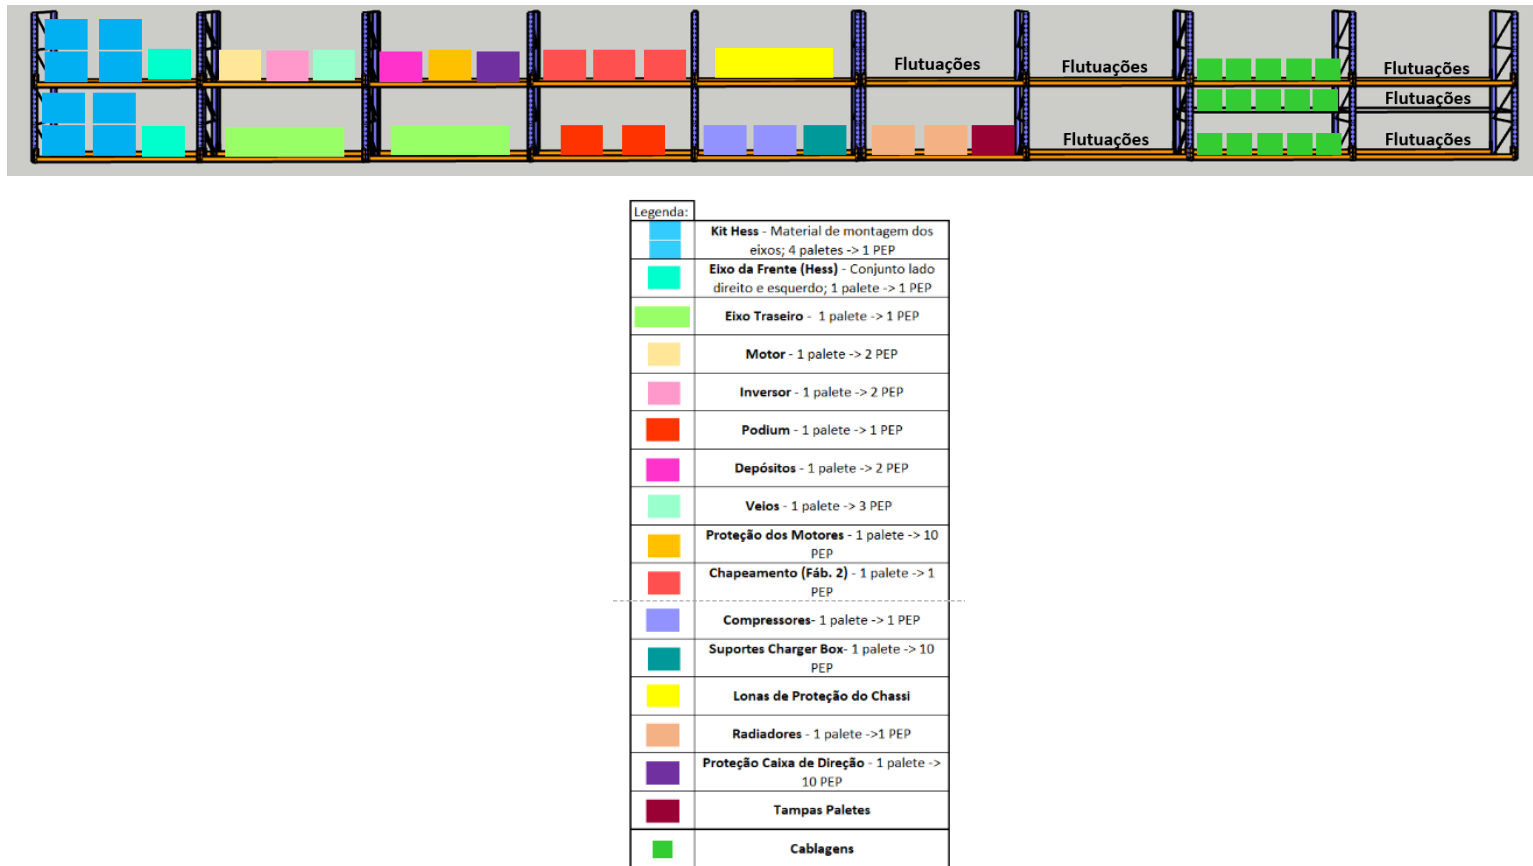 Flutuações
Flutuações
Flutuações
Flutuações
Flutuações
Flutuações
Legenda:
Kit Hess - Material de montagem dos
eixos; 4 paletes -> 1 PEP
Eixo da Frente (Hess) - Conjunto lado
direito e esquerdo; 1 palete -> 1 PEP
Eixo Traseiro - 1 palete -> 1 PEP
Motor - 1 palete -> 2 PEP
Inversor - 1 palete -> 2 PEP
Podium - 1 palete -> 1 PEP
Depósitos - 1 palete -> 2 PEP
Veios - 1 palete -> 3 PEP
Proteção dos Motores - 1 palete -> 10
PEP
Chapeamento (Fáb. 2) - 1 palete -> 1
PEP
Compressores- 1 palete -> 1 PEP
Suportes Charger Box- 1 palete -> 10
PEP
Lonas de Proteção do Chassi
Radiadores - 1 palete ->1 PEP
Proteção Caixa de Direção - 1 palete ->
10 PEP
Tampas Paletes
Cablagens